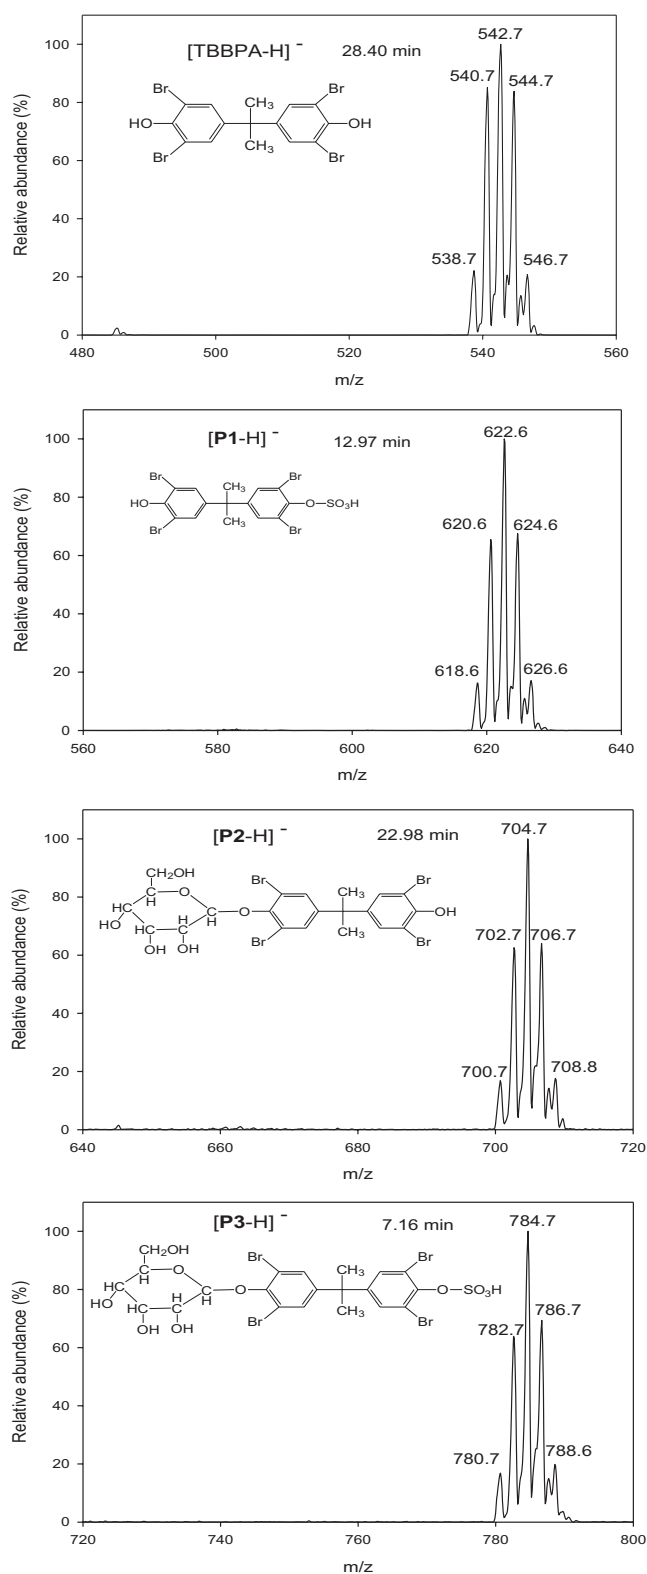 [TBBPA-H] - 28.40 min
542.7
540.7
544.7
538.7
546.7
Br
Br
CH3
HO
OH
CH3
Br
Br
Relative abundance (%)
100
80
60
40
20
0
480 500 520 540 560
m/z
[P1-H] - 12.97 min
622.6
620.6
624.6
618.6
626.6
Br
Br
CH3
HO
O SO3H
CH3
Br
Br
Relative abundance (%)
100
80
60
40
20
0
560 580 600 620 640
m/z
[P2-H] - 22.98 min
704.7
702.7 706.7
700.7
708.8
CH2OH
Br
Br
H
C
O
CH3
HC
HO
H
C
CH
O
OH
HC
CH3
OH OH
Br
Br
Relative abundance (%)
100
80
60
40
20
0
640 660 680 700 720
m/z
[P3-H] - 7.16 min
784.7
782.7
786.7
780.7
788.6
CH2OH
Br
Br
H
C
O
CH3
HC
HO
H
C
CH
O
O SO3H
HC
CH3
OH OH
Br
Br
Relative abundance (%)
100
80
60
40
20
0
720 740 760 780 800
m/z